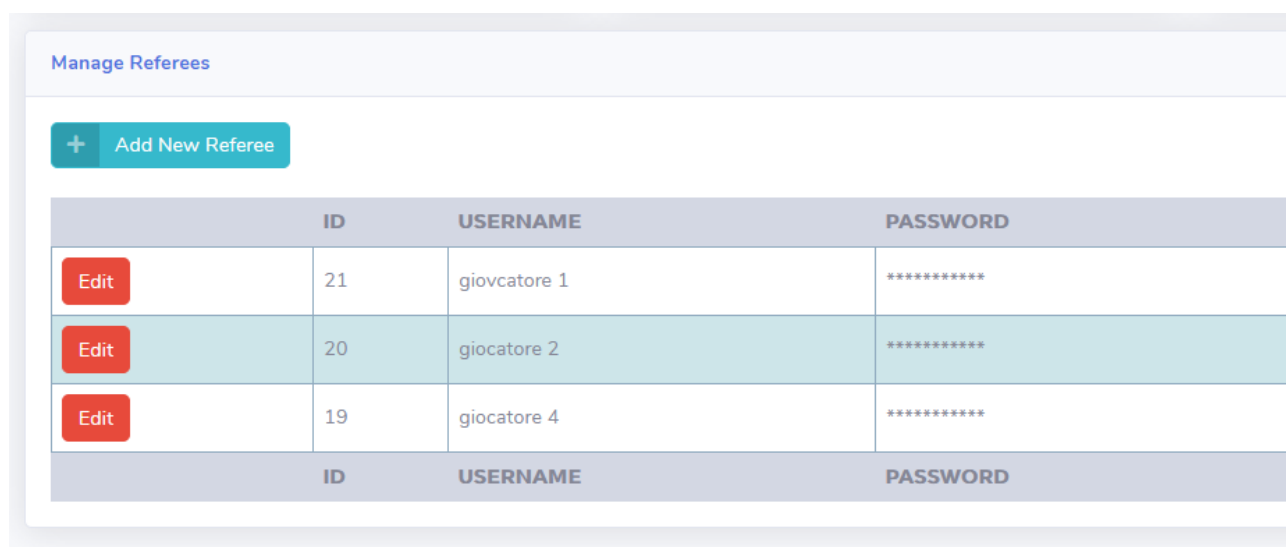 Manage Referees
+ Add New Referee
ID USERNAME PASSWORD
Edit 21 giovcatore 1 ***********
Edit 20 giocatore 2 ***********
Edit 19 giocatore 4 ***********
ID USERNAME PASSWORD